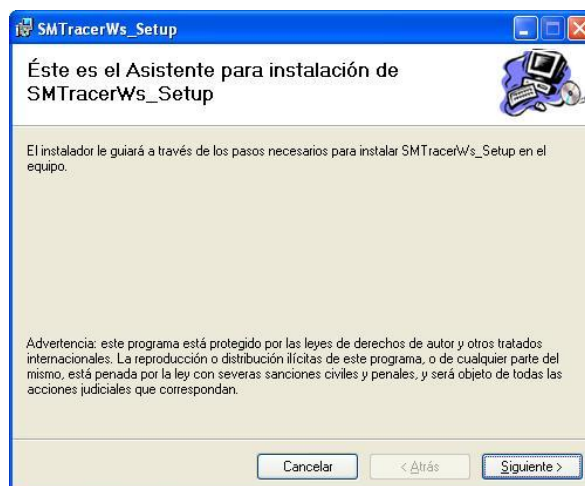 SMTracerWs_Setup
Éste es el Asistente para instalación de
SMTracerWs_Setup
El instalador le guiará a través de los pasos necesarios para instalar SMTracerWs_Setup en el
equipo.
Advertencia: este programa está protegido por las leyes de derechos de autor y otros tratados
internacionales. La reproducción o distribución ilícitas de este programa, o de cualquier parte del
mismo, está penada por la ley con severas sanciones civiles y penales, y será objeto de todas las
acciones judiciales que correspondan.
Cancelar < Atrás Siguiente >